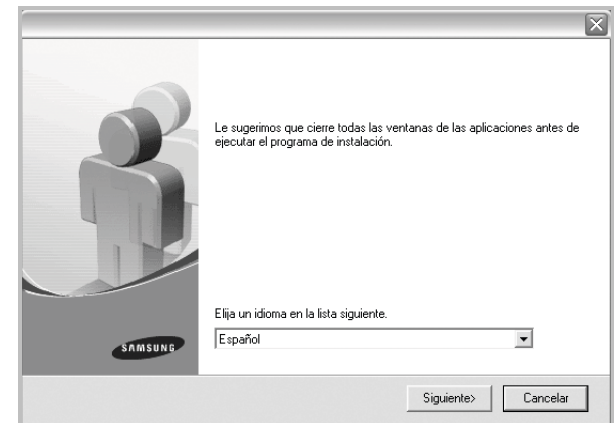 Le sugerimos que cierre todas las ventanas de las aplicaciones antes de
ejecutar el programa de instalación.
Elija un idioma en la lista siguiente.
Español
SAMSUNG
Siguiente>
Cancelar